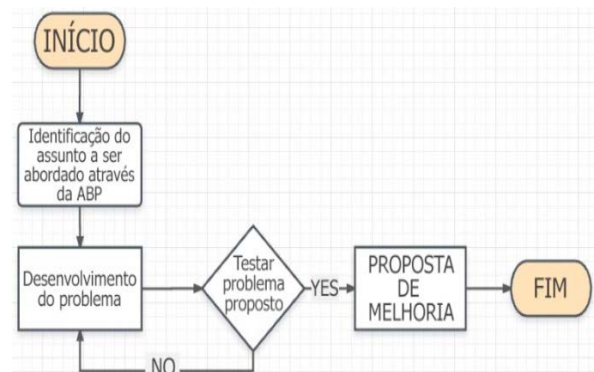 INÍCIO
Identificação do
assunto a ser
abordado através
da ABP
Desenvolvimento
do problema
Testar
problema
proposto
YES
PROPOSTA
DE
MELHORIA
FIM
NO